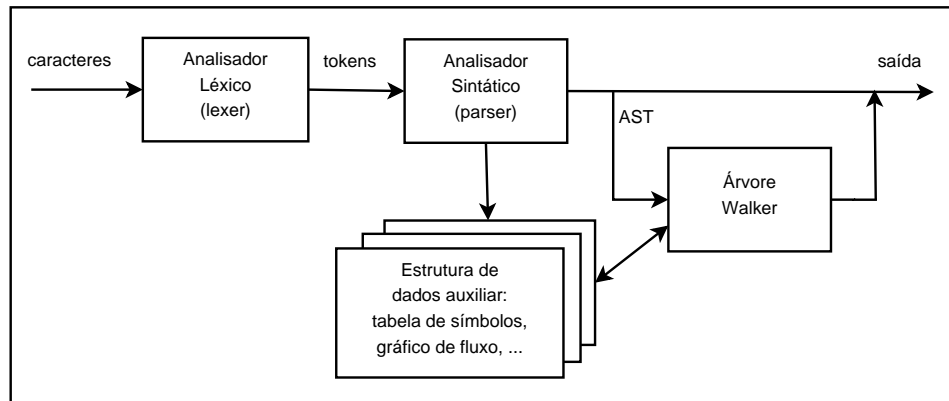 caracteres
Analisador
Léxico
(lexer)
tokens
Analisador
Sintático
(parser)
saída
AST
Árvore
Walker
Estrutura de
dados auxiliar:
tabela de símbolos,
gráfico de fluxo, ...